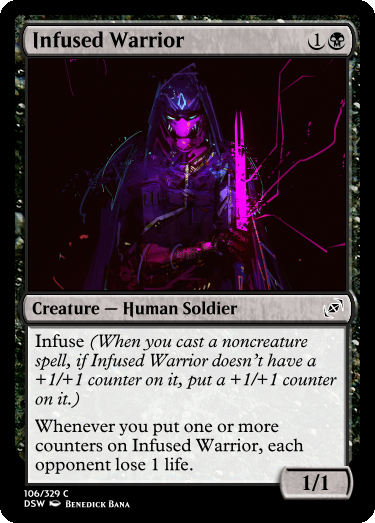 Infused Warrior 1
Creature — Human Soldier
Infuse (When you cast a noncreature
spell, if Infused Warrior doesn't have a
+1/+1 counter on it, put a +1/+1 counter
on it.)
Whenever you put one or more
counters on Infused Warrior, each
opponent lose 1 life.
1/1
106/329 C
DSW Benedick Bana